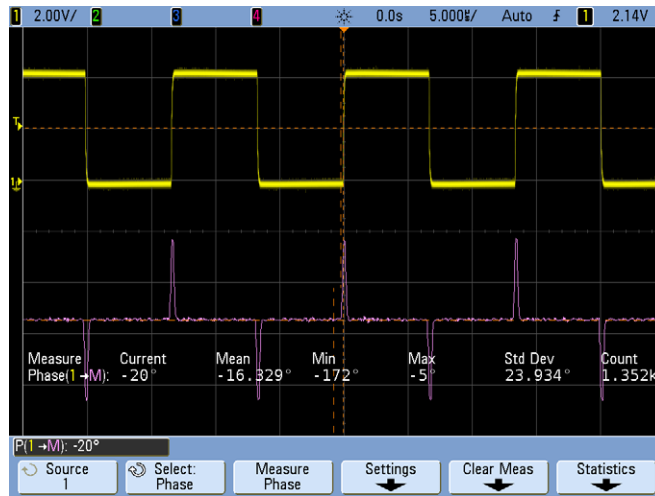 1 2.00V/ 2 3 4 0.0s 5.000⅟/ Auto 1 2.14V
T
1
Measure Current Mean Min Max Std Dev Count
Phase(1→M): -20° -16.329° -172° -5° 23.934° 1.352k
P(1→M): -20°
Source Select: Measure Settings Clear Meas Statistics
1 Phase Phase